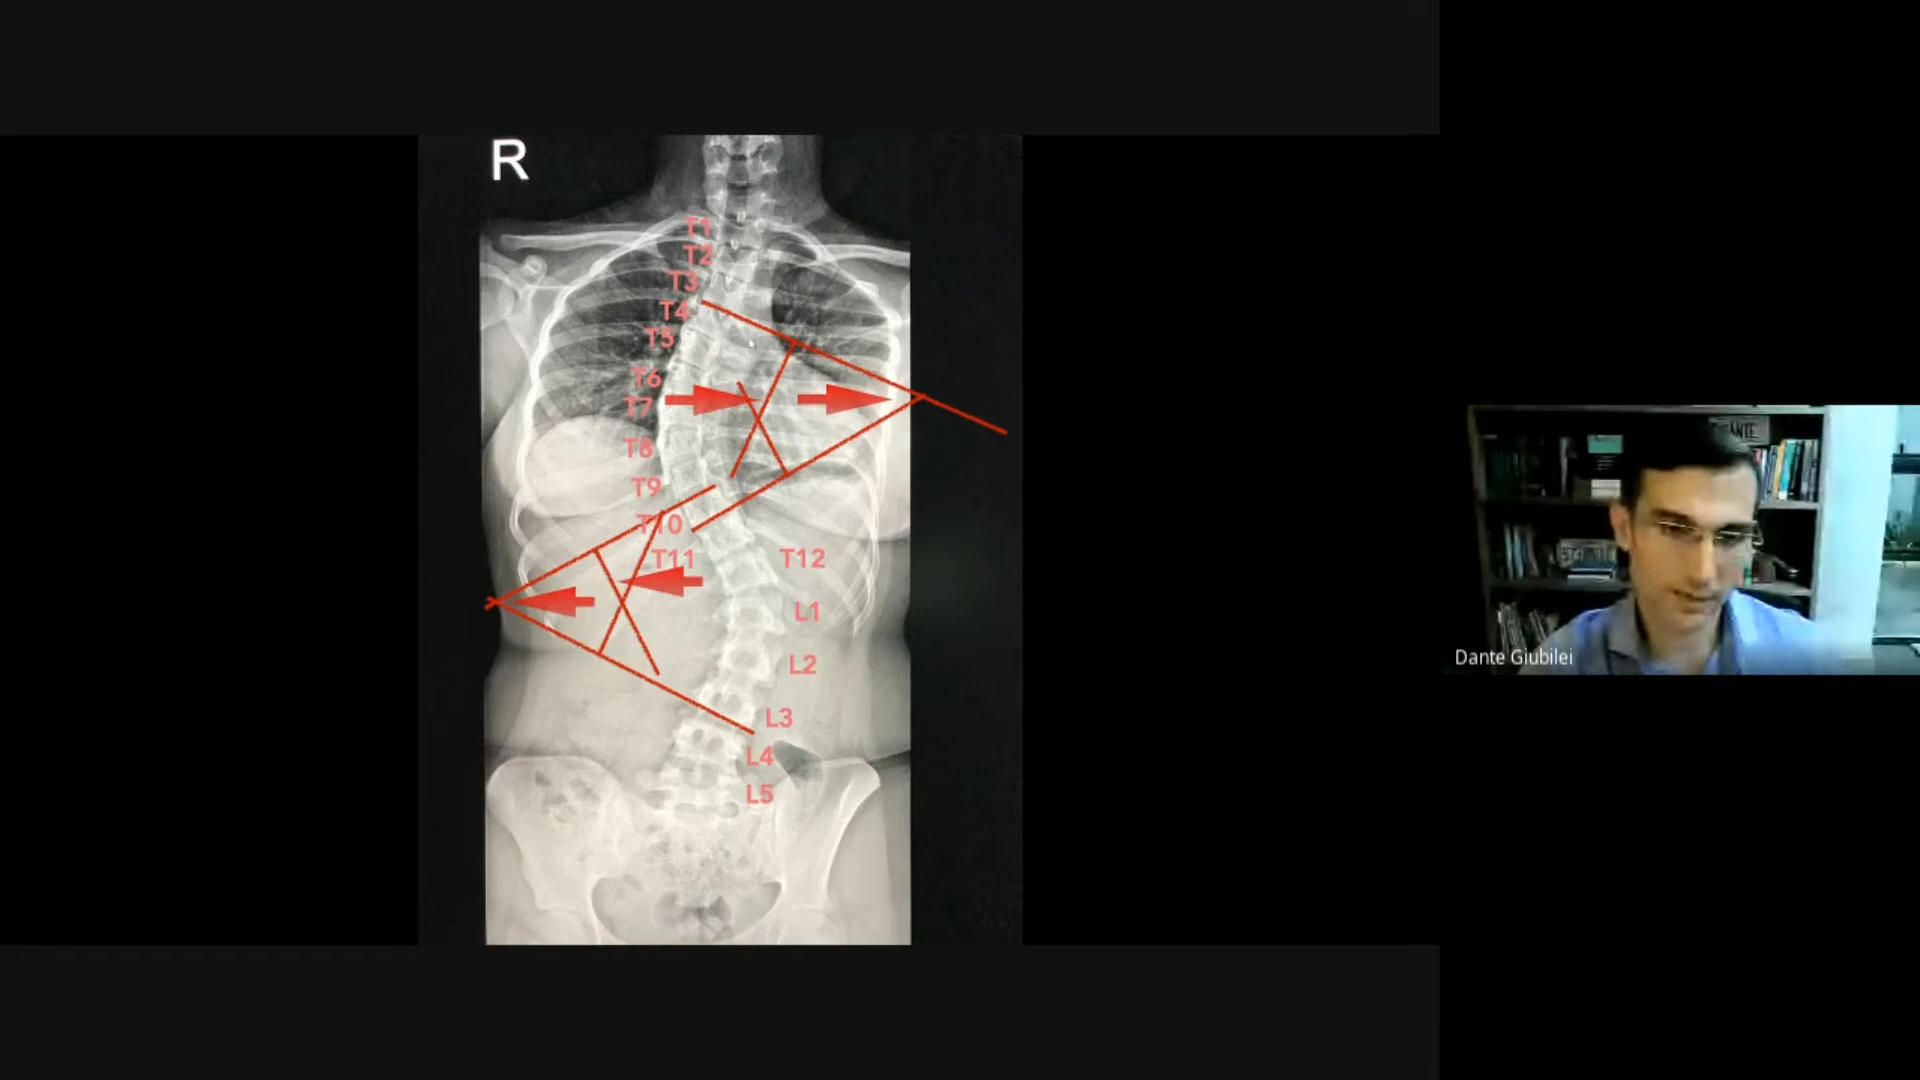 R
T1
T2
T3
T4
T5
T6
T7
T8
T9
T10
T11
T12
L1
L2
L3
L4
L5
Dante Giubilei